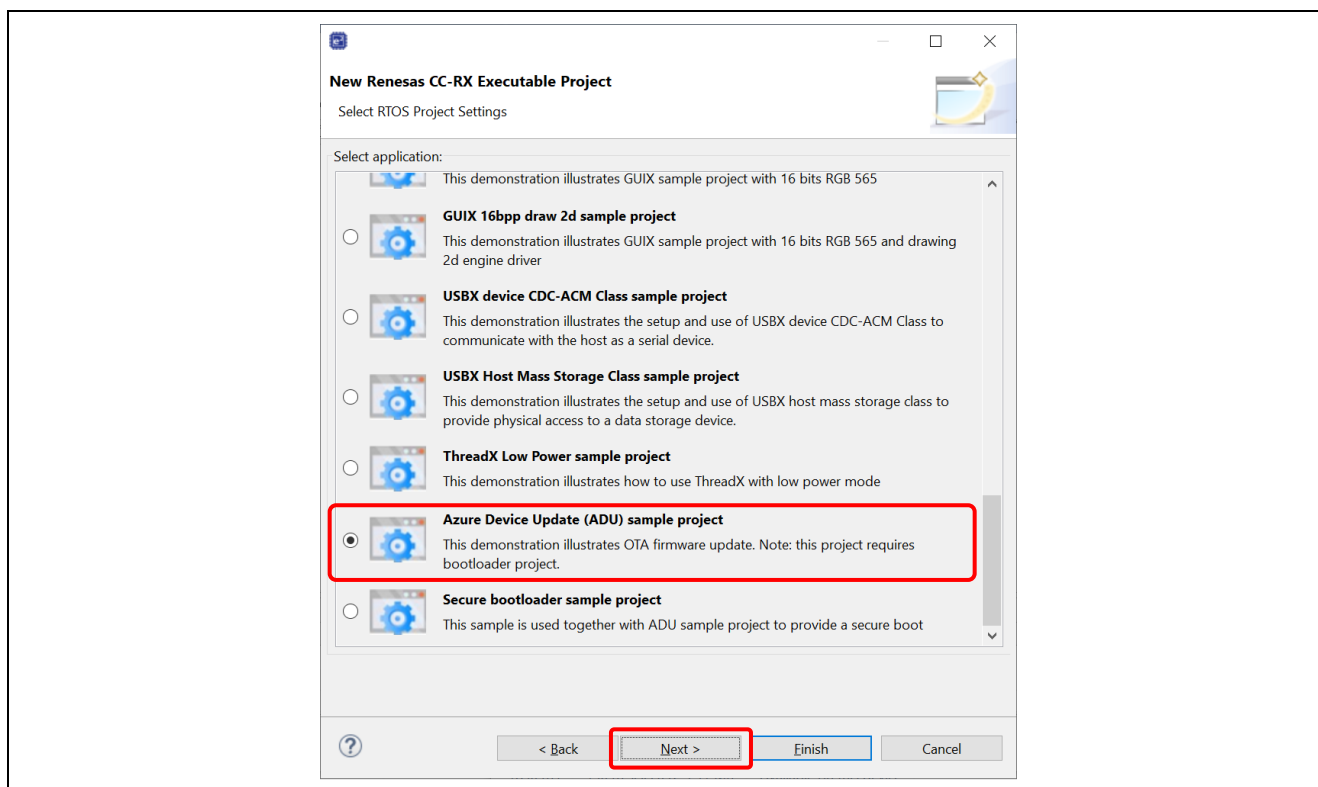 New Renesas CC-RX Executable Project
Select RTOS Project Settings
Select application:
This demonstration illustrates GUIX sample project with 16 bits RGB 565
GUIX 16bpp draw 2d sample project
This demonstration illustrates GUIX sample project with 16 bits RGB 565 and drawing
2d engine driver
USBX device CDC-ACM Class sample project
This demonstration illustrates the setup and use of USBX device CDC-ACM Class to
communicate with the host as a serial device.
USBX Host Mass Storage Class sample project
This demonstration illustrates the setup and use of USBX host mass storage class to
provide physical access to a data storage device.
ThreadX Low Power sample project
This demonstration illustrates how to use ThreadX with low power mode
Azure Device Update (ADU) sample project
This demonstration illustrates OTA firmware update. Note: this project requires
bootloader project.
Secure bootloader sample project
This sample is used together with ADU sample project to provide a secure boot
? < Back Next > Finish Cancel